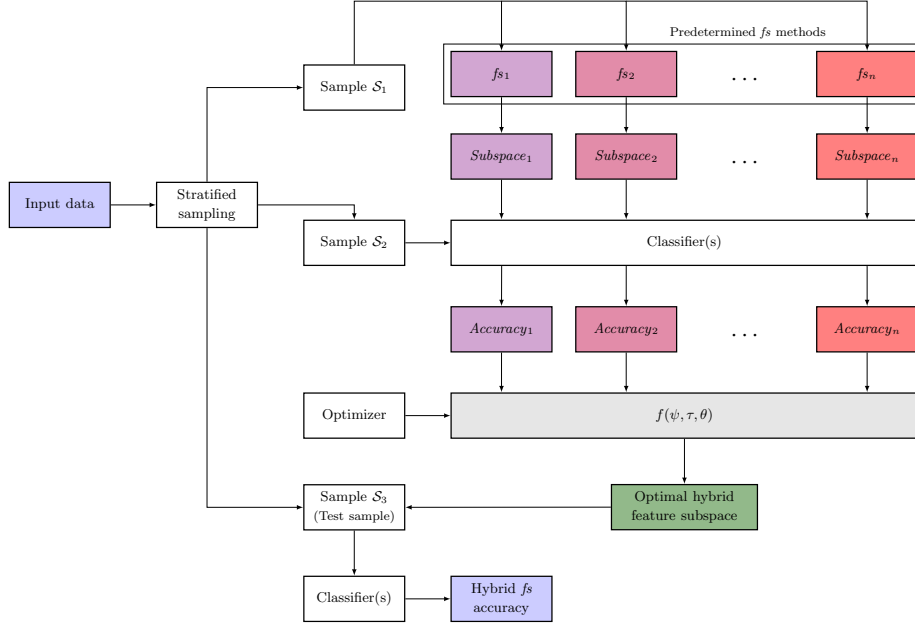 Predetermined fs methods
Sample 𝒮₁
fs₁
fs₂
. . .
fsₙ
Subspace₁
Subspace₂
. . .
Subspaceₙ
Input data
Stratified
sampling
Sample 𝒮₂
Classifier(s)
Accuracy₁
Accuracy₂
. . .
Accuracyₙ
Optimizer
f(ψ, τ, θ)
Sample 𝒮₃
(Test sample)
Optimal hybrid
feature subspace
Classifier(s)
Hybrid fs
accuracy